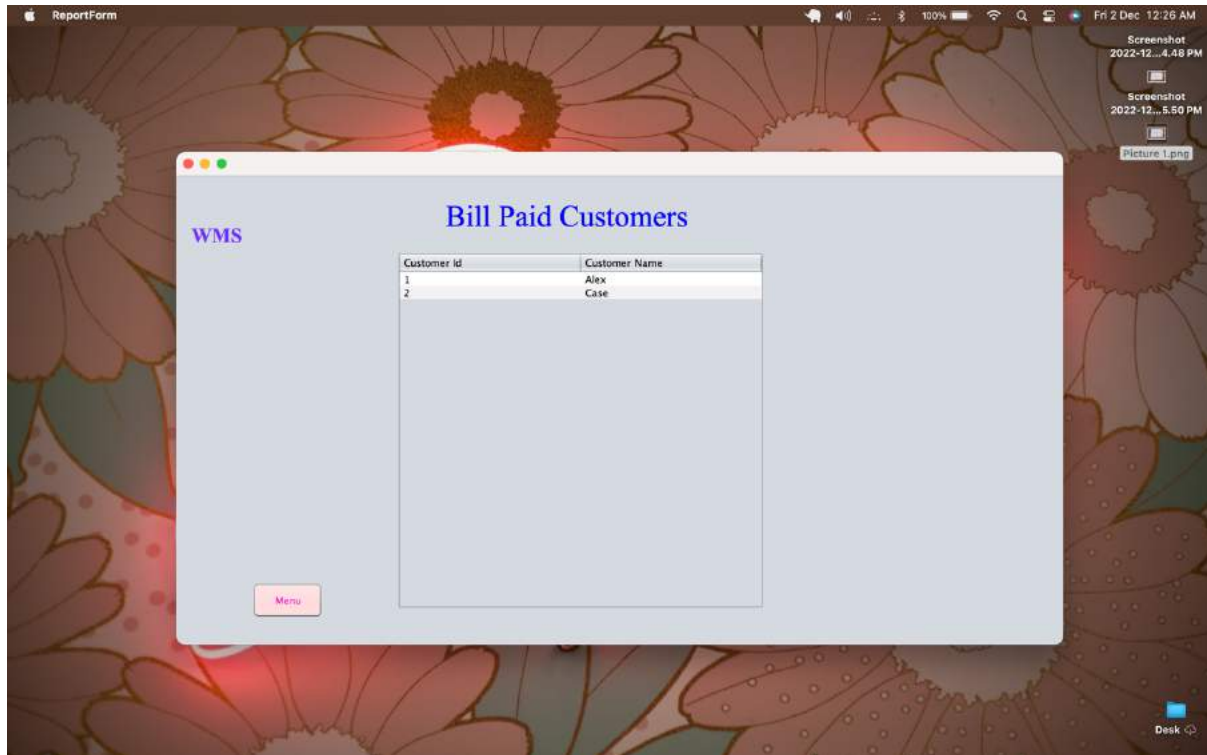 ReportForm
100%
Fri 2 Dec 12:26 AM
Screenshot
2022-12...4.48 PM
Screenshot
2022-12...5.50 PM
Picture 1.png
Bill Paid Customers
WMS
Customer Id Customer Name
1 Alex
2 Case
Menu
Desk